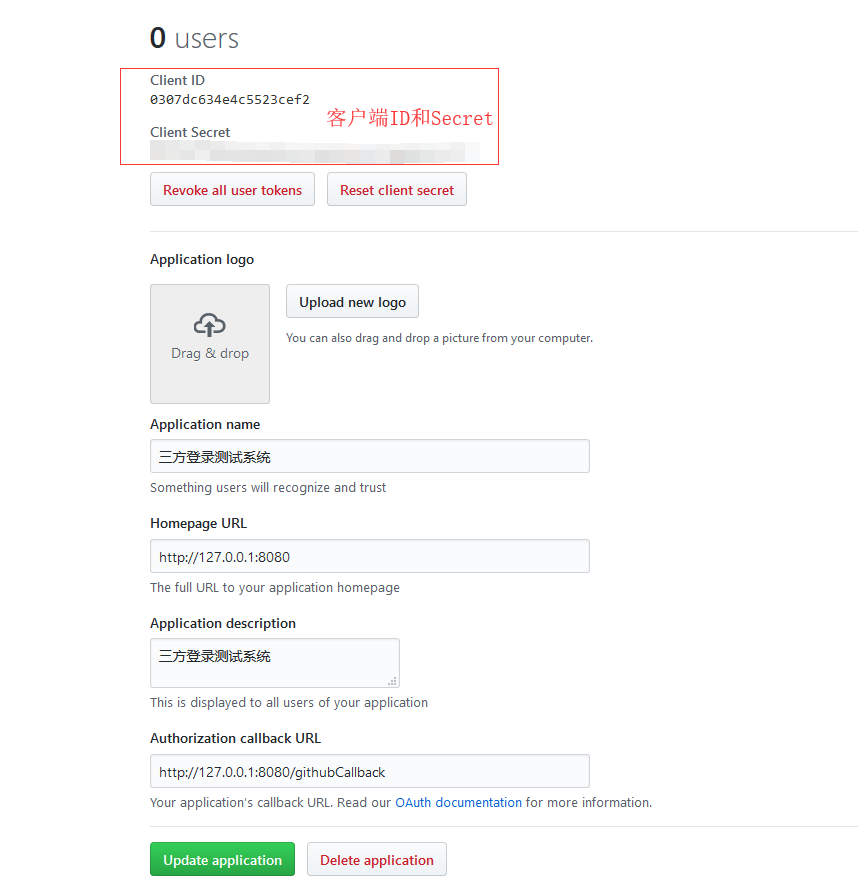 0 users
Client ID
0307dc634e4c5523cef2
客户端ID和Secret
Client Secret
Revoke all user tokens
Reset client secret
Application logo
Upload new logo
Drag & drop
You can also drag and drop a picture from your computer.
Application name
三方登录测试系统
Something users will recognize and trust
Homepage URL
http://127.0.0.1:8080
The full URL to your application homepage
Application description
三方登录测试系统
This is displayed to all users of your application
Authorization callback URL
http://127.0.0.1:8080/githubCallback
Your application's callback URL. Read our OAuth documentation for more information.
Update application
Delete application